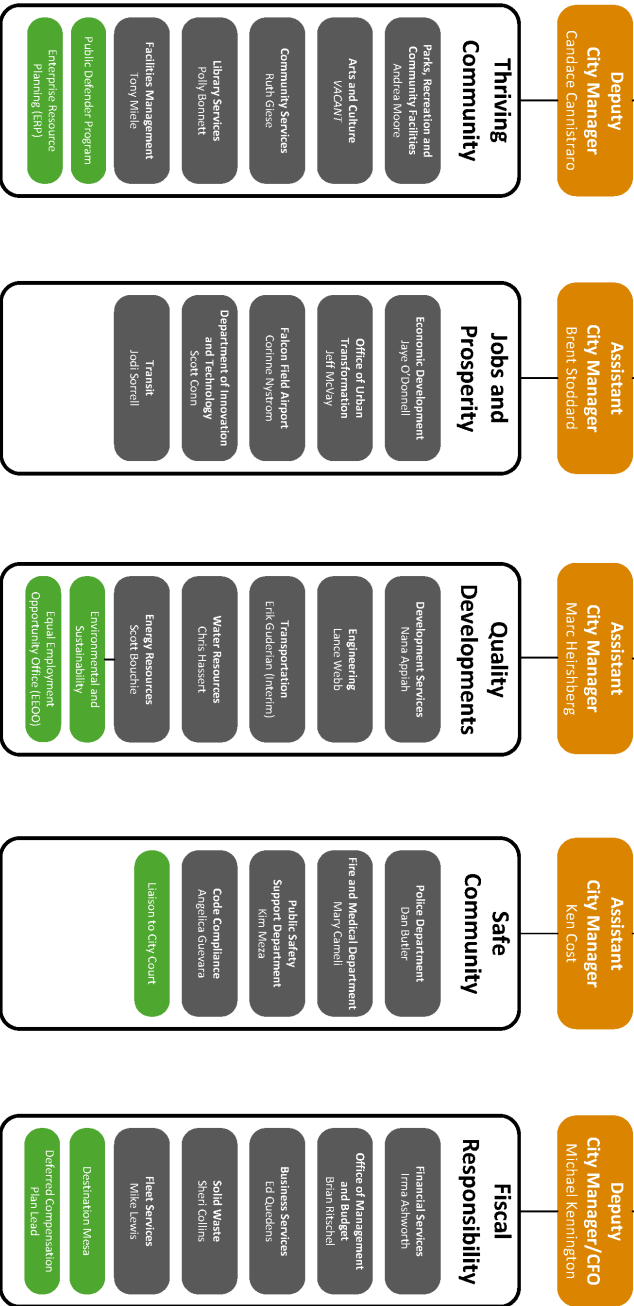 Deputy
City Manager
Candace Cannistraro
Thriving
Community
Parks, Recreation and
Community Facilities
Andrea Moore
Arts and Culture
VACANT
Community Services
Ruth Giese
Library Services
Polly Bonnett
Facilities Management
Tony Miele
Public Defender Program
Enterprise Resource
Planning (ERP)
Assistant
City Manager
Brent Stoddard
Jobs and
Prosperity
Economic Development
Jaye O'Donnell
Office of Urban
Transformation
Jeff McVay
Falcon Field Airport
Corinne Nystrom
Department of Innovation
and Technology
Scott Conn
Transit
Jodi Sorrell
Assistant
City Manager
Marc Heirshberg
Quality
Developments
Development Services
Nana Appiah
Engineering
Lance Webb
Transportation
Erik Guderian (Interim)
Water Resources
Chris Hassert
Energy Resources
Scott Bouchie
Environmental and
Sustainability
Equal Employment
Opportunity Office (EEOO)
Assistant
City Manager
Ken Cost
Safe
Community
Police Department
Dan Butler
Fire and Medical Department
Mary Cameli
Public Safety
Support Department
Kim Meza
Code Compliance
Angelica Guevara
Liaison to City Court
Deputy
City Manager/CFO
Michael Kennington
Fiscal
Responsibility
Financial Services
Irma Ashworth
Office of Management
and Budget
Brian Ritschel
Business Services
Ed Quedens
Solid Waste
Sheri Collins
Fleet Services
Mike Lewis
Destination Mesa
Deferred Compensation
Plan Lead